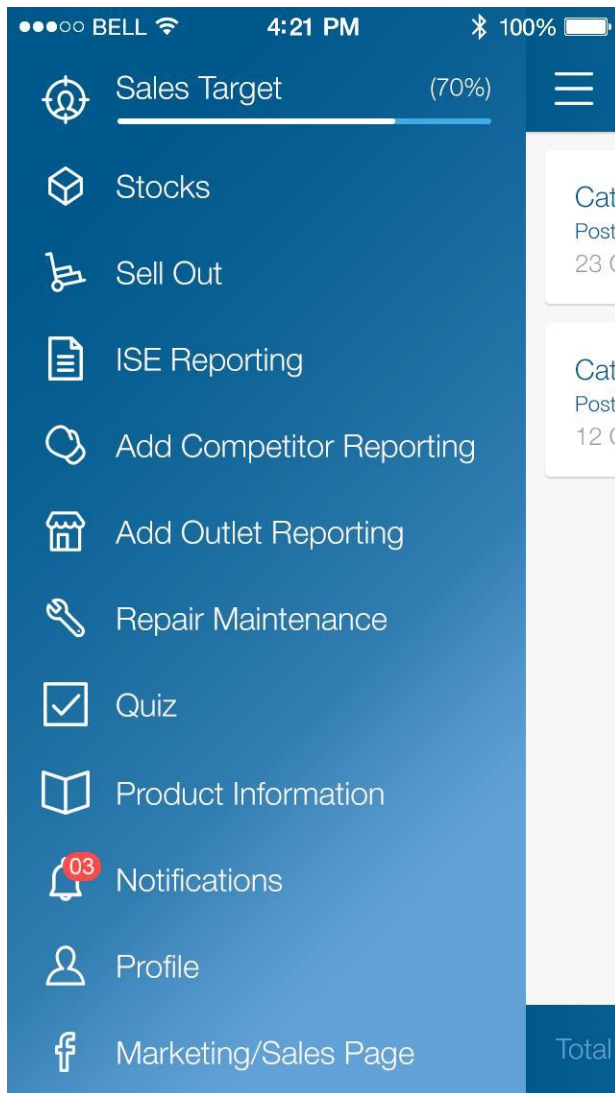 BELL 4:21 PM 100%
Sales Target (70%)
Stocks
Sell Out
ISE Reporting
Add Competitor Reporting
Add Outlet Reporting
Repair Maintenance
Quiz
Product Information
03
Notifications
Profile
Marketing/Sales Page
Cat
Post
23
Cat
Post
12
Total